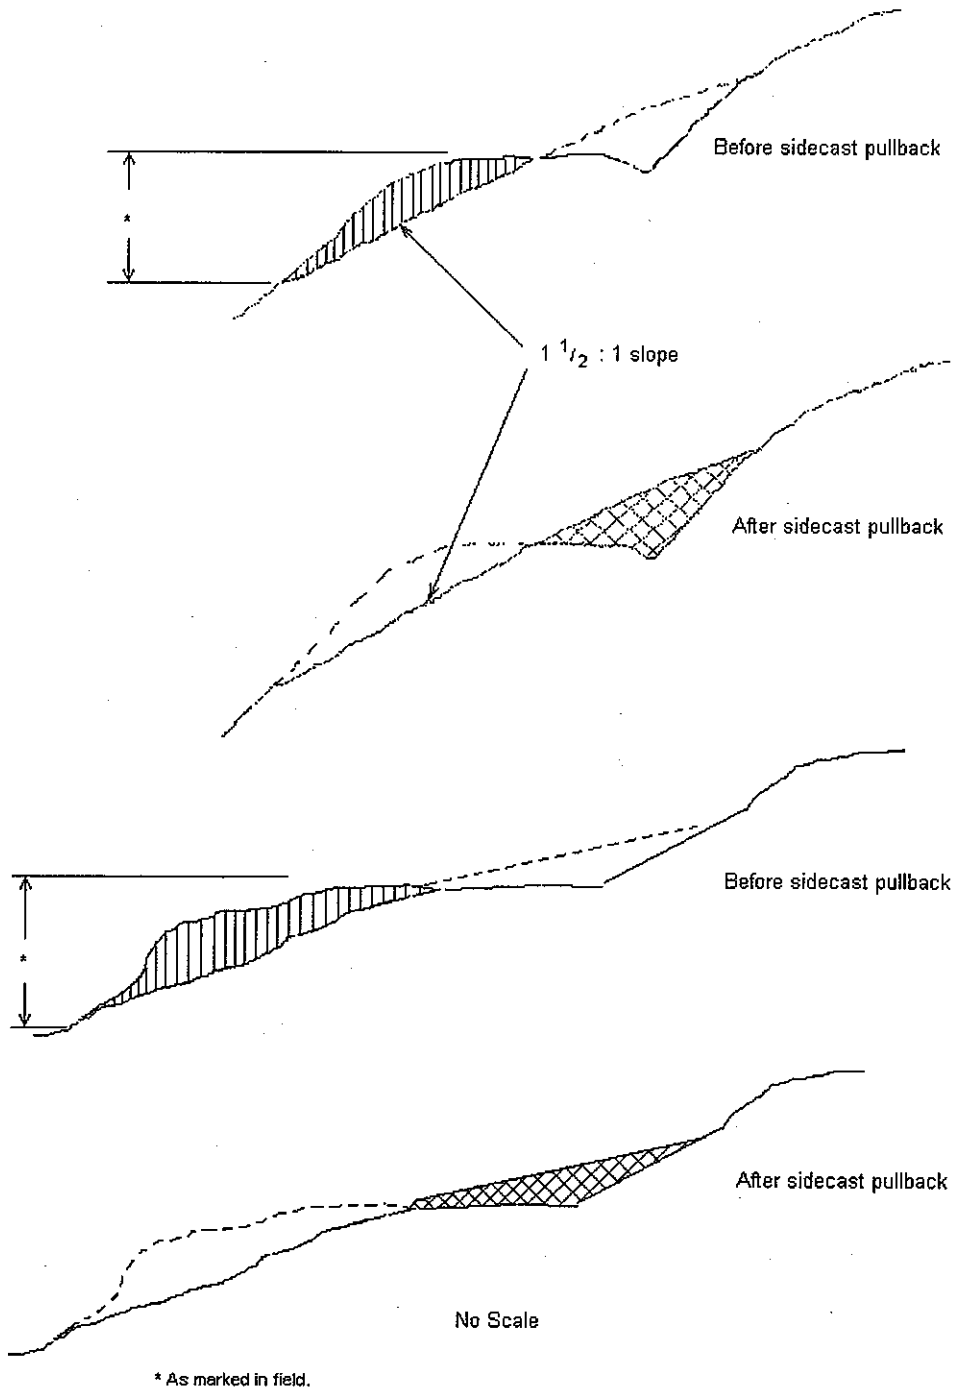 Before sidecast pullback
*
1 1/2 : 1 slope
After sidecast pullback
Before sidecast pullback
*
After sidecast pullback
No Scale
* As marked in field.